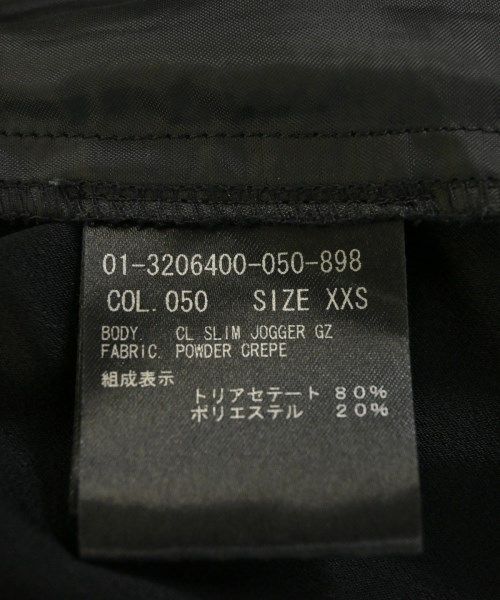 01-3206400-050-898
COL. 050 SIZE XXS
BODY. CL SLIM JOGGER GZ
FABRIC. POWDER CREPE
組成表示
トリアセテート 80%
ポリエステル 20%